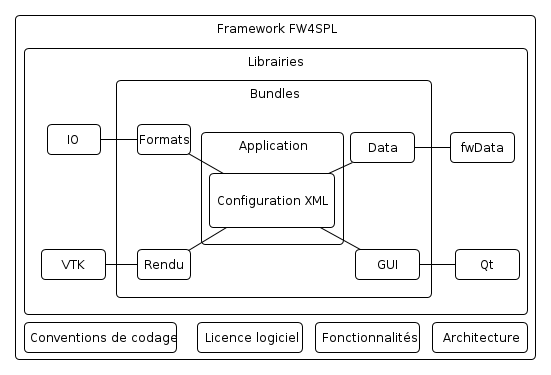 Framework FW4SPL
Librairies
Bundles
IO
Formats
Application
Data
fwData
Configuration XML
VTK
Rendu
GUI
Qt
Conventions de codage
Licence logiciel
Fonctionnalités
Architecture